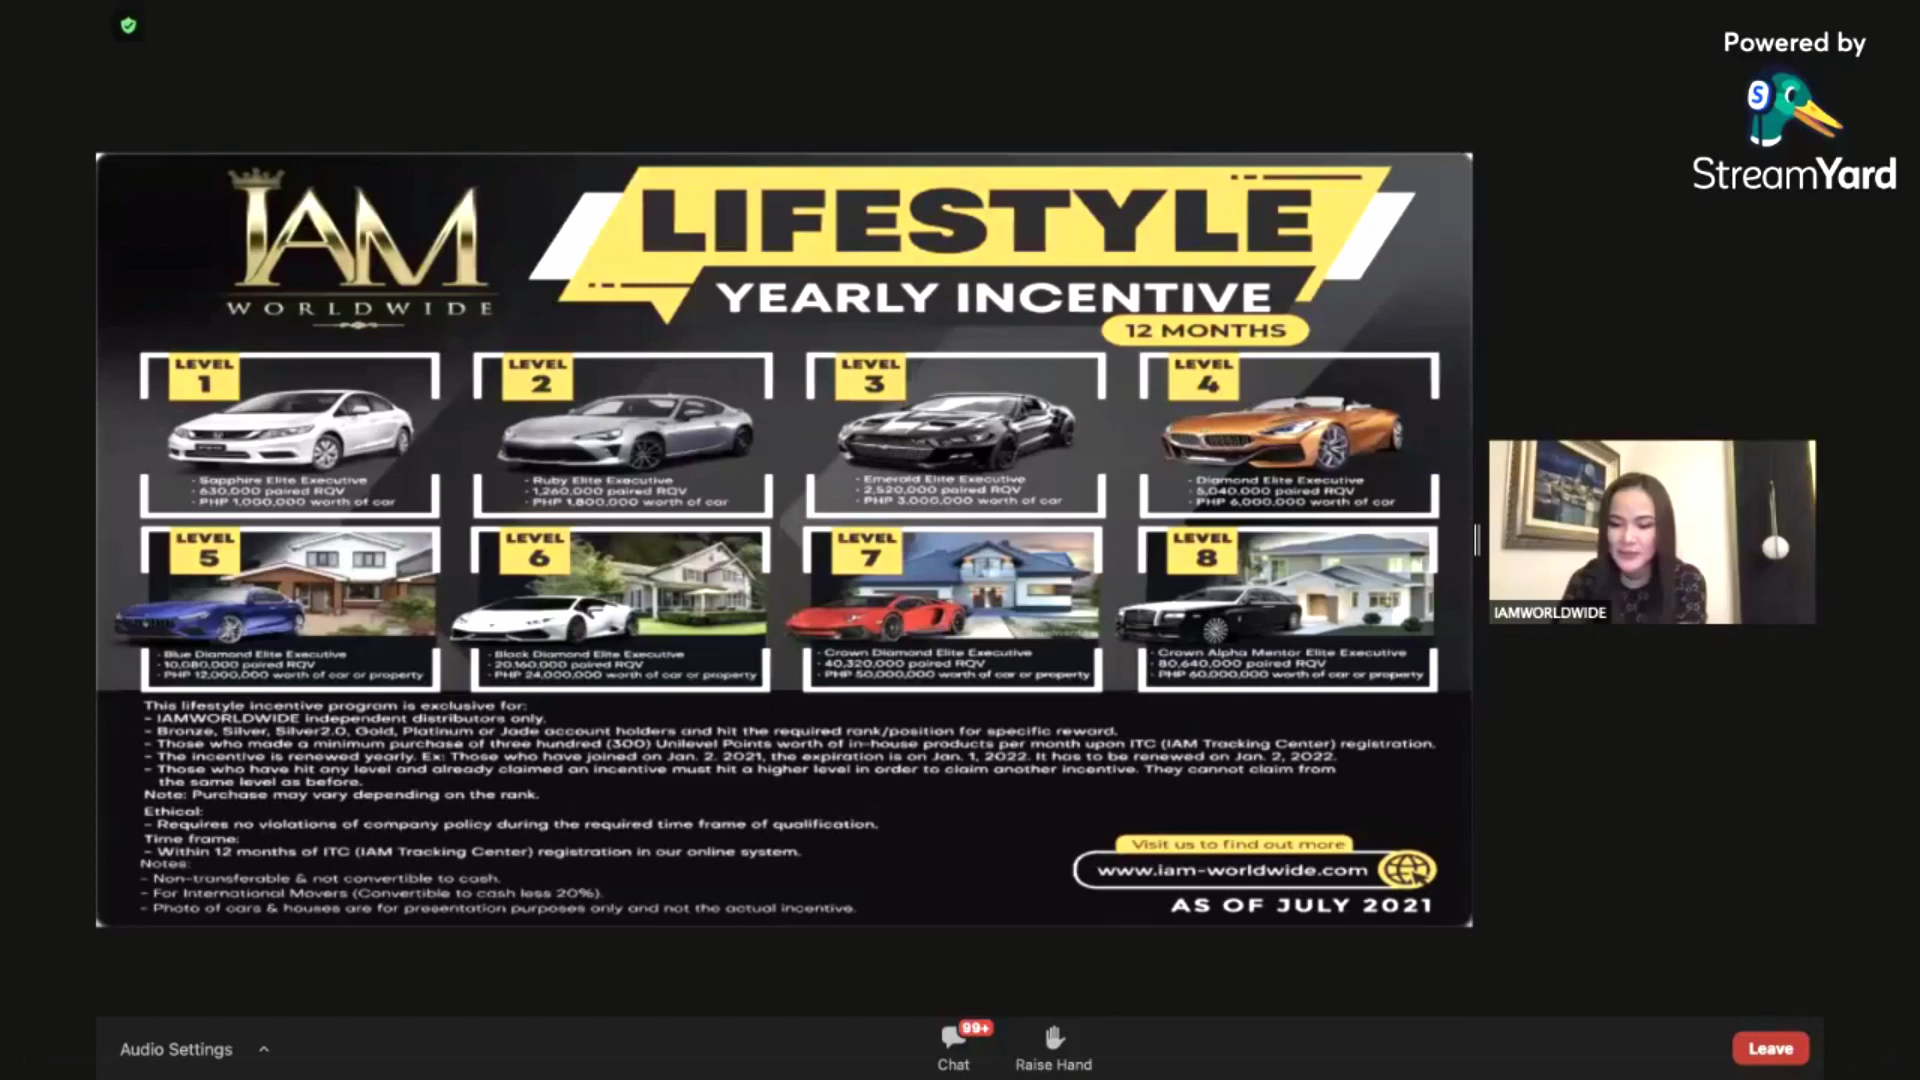 Powered by
StreamYard
IAM
WORLDWIDE
LIFESTYLE
YEARLY INCENTIVE
12 MONTHS
LEVEL
1
- Sapphire Elite Executive
- 630,000 paired RQV
- PHP 1,000,000 worth of car
LEVEL
2
- Ruby Elite Executive
- 1,260,000 paired RQV
- PHP 1,800,000 worth of car
LEVEL
3
- Emerald Elite Executive
- 2,520,000 paired RQV
- PHP 3,000,000 worth of car
LEVEL
4
- Diamond Elite Executive
- 5,040,000 paired RQV
- PHP 6,000,000 worth of car
LEVEL
5
- Blue Diamond Elite Executive
- 10,080,000 paired RQV
- PHP 12,000,000 worth of car or property
LEVEL
6
- Black Diamond Elite Executive
- 20,160,000 paired RQV
- PHP 24,000,000 worth of car or property
LEVEL
7
- Crown Diamond Elite Executive
- 40,320,000 paired RQV
- PHP 50,000,000 worth of car or property
LEVEL
8
- Crown Alpha Mentor Elite Executive
- 80,640,000 paired RQV
- PHP 60,000,000 worth of car or property
This lifestyle incentive program is exclusive for:
- IAMWORLDWIDE independent distributors only.
- Bronze, Silver, Silver2.0, Gold, Platinum or Jade account holders and hit the required rank/position for specific reward.
- Those who made a minimum purchase of three hundred (300) Unilevel Points worth of in-house products per month upon ITC (IAM Tracking Center) registration.
- The incentive is renewed yearly. Ex: Those who have joined on Jan. 2, 2021, the expiration is on Jan. 1, 2022. It has to be renewed on Jan. 2, 2022.
- Those who have hit any level and already claimed an incentive must hit a higher level in order to claim another incentive. They cannot claim from
the same level as before.
Note: Purchase may vary depending on the rank.
Ethical:
- Requires no violations of company policy during the required time frame of qualification.
Time frame:
- Within 12 months of ITC (IAM Tracking Center) registration in our online system.
Notes:
- Non-transferable & not convertible to cash.
- For International Movers (Convertible to cash less 20%).
- Photo of cars & houses are for presentation purposes only and not the actual incentive.
Visit us to find out more
www.iam-worldwide.com
AS OF JULY 2021
IAMWORLDWIDE
Audio Settings
99+
Chat
Raise Hand
Leave